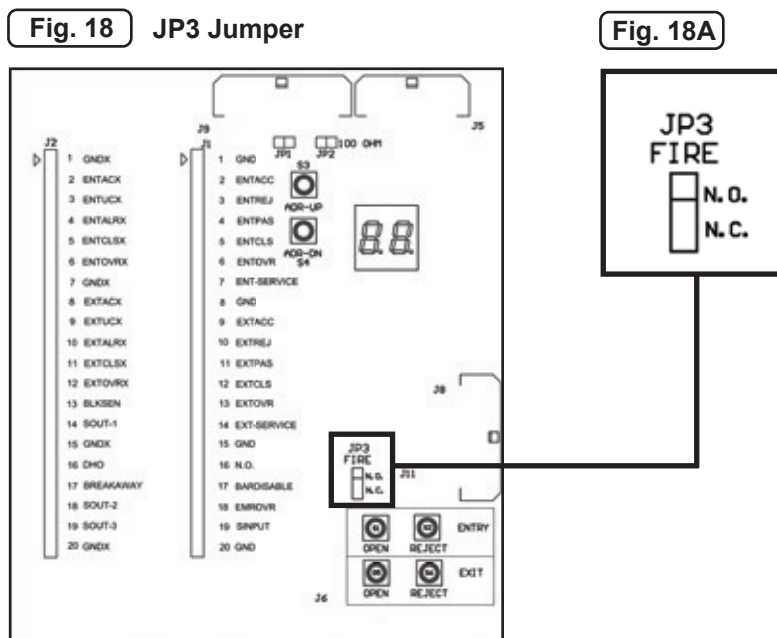 Fig. 18 JP3 Jumper
Fig. 18A
J9
J5
J2
J1
JP1 JP2 100 OHM
S3
ADR-UP
ADR-DN
S4
88
1 GNDX
2 ENTACX
3 ENTUCX
4 ENTALRX
5 ENTCLSX
6 ENTOVRX
7 GNDX
8 EXTACX
9 EXTUCX
10 EXTALRX
11 EXTCLSX
12 EXTOVRX
13 BLKSEN
14 SOUT-1
15 GNDX
16 DHO
17 BREAKAWAY
18 SOUT-2
19 SOUT-3
20 GNDX
1 GND
2 ENTACC
3 ENTREJ
4 ENTPAS
5 ENTCLS
6 ENTOVR
7 ENT-SERVICE
8 GND
9 EXTACC
10 EXTREJ
11 EXTPAS
12 EXTCLS
13 EXTOVR
14 EXT-SERVICE
15 GND
16 N.O.
17 BARDISABLE
18 EMROVR
19 SINPUT
20 GND
J8
JP3
FIRE
N.O.
N.C.
J11
OPEN REJECT ENTRY
OPEN REJECT EXIT
J6
JP3
FIRE
N.O.
N.C.